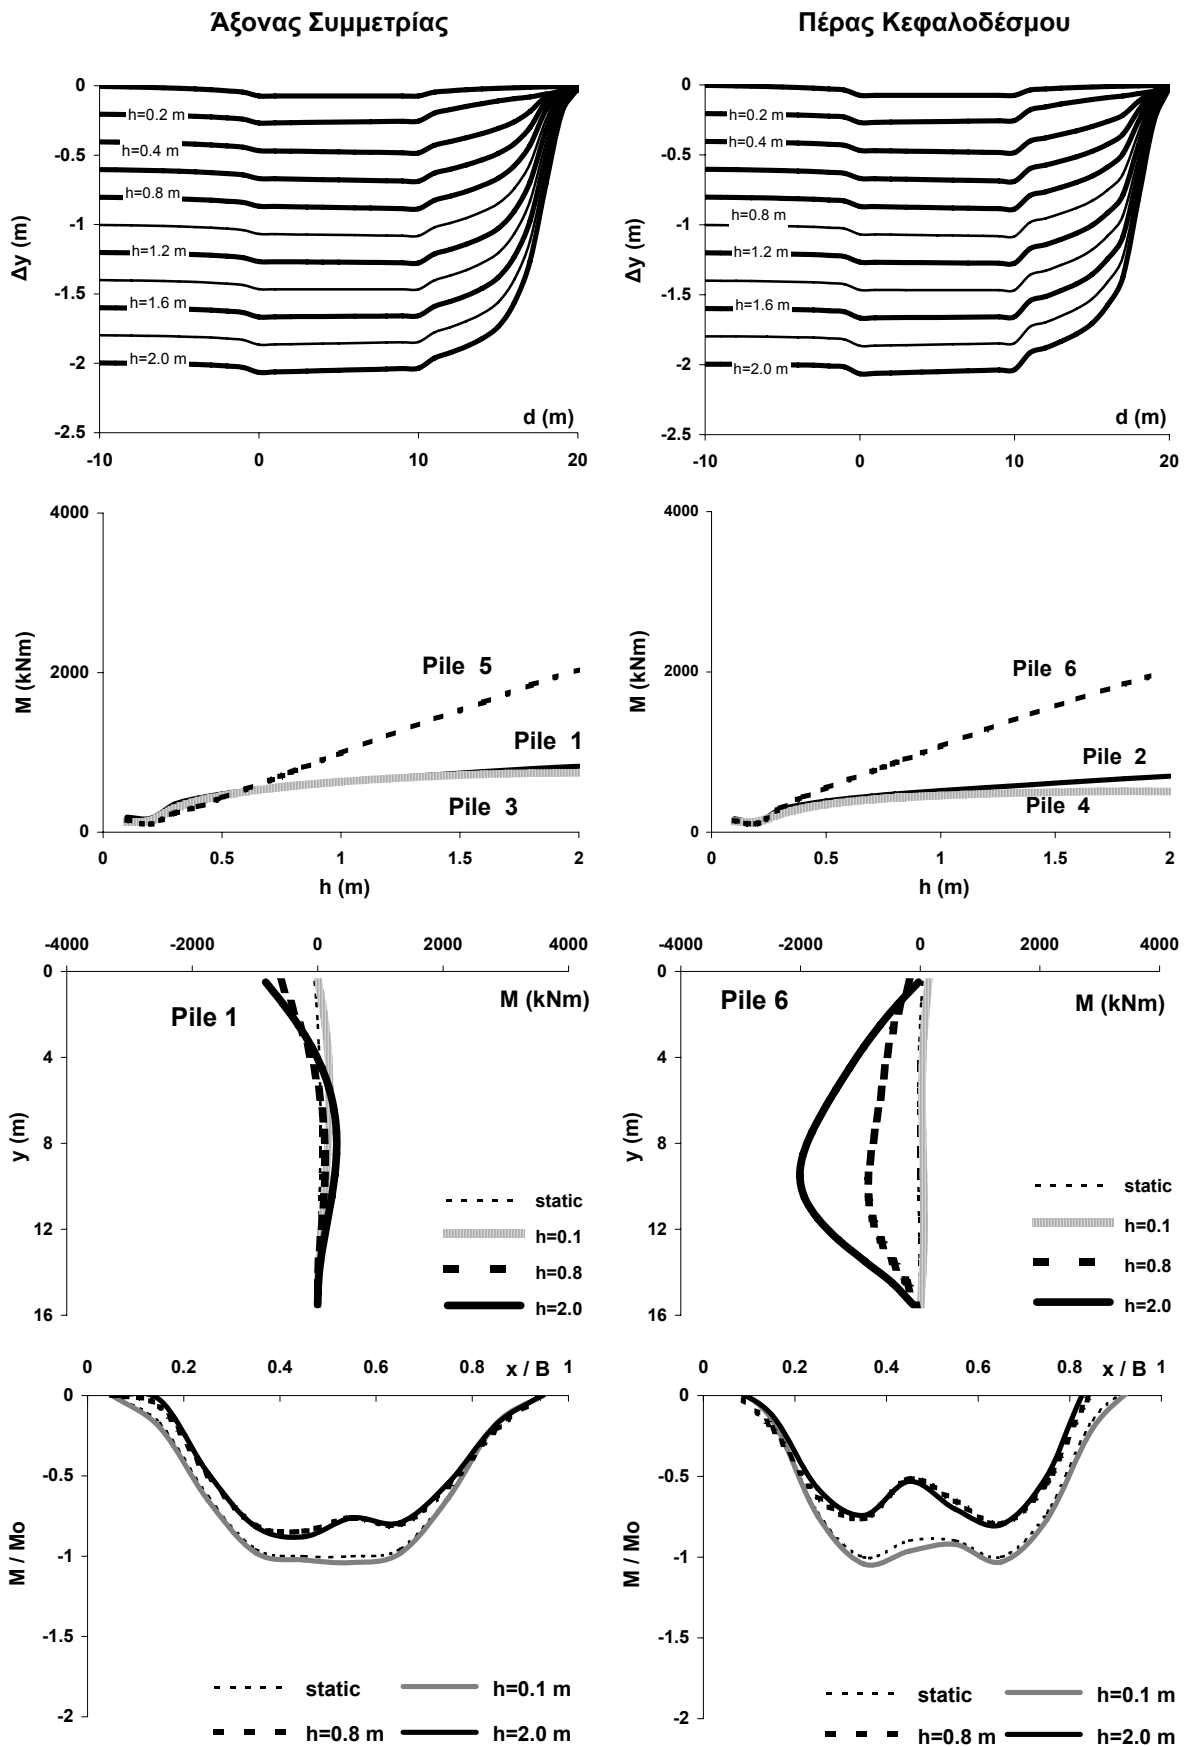 Άξονας Συμμετρίας
Πέρας Κεφαλοδέσμου
0
-0.5
-1
-1.5
-2
-2.5
Δy (m)
h=0.2 m
h=0.4 m
h=0.8 m
h=1.2 m
h=1.6 m
h=2.0 m
d (m)
-10 0 10 20
0
-0.5
-1
-1.5
-2
-2.5
Δy (m)
h=0.2 m
h=0.4 m
h=0.8 m
h=1.2 m
h=1.6 m
h=2.0 m
d (m)
-10 0 10 20
4000
2000
0
M (kNm)
Pile 5
Pile 1
Pile 3
0 0.5 1 1.5 2
h (m)
4000
2000
0
M (kNm)
Pile 6
Pile 2
Pile 4
0 0.5 1 1.5 2
h (m)
-4000 -2000 0 2000 4000
0
4
8
12
16
y (m)
Pile 1
M (kNm)
static
h=0.1
h=0.8
h=2.0
-4000 -2000 0 2000 4000
0
4
8
12
16
y (m)
Pile 6
M (kNm)
static
h=0.1
h=0.8
h=2.0
0 0.2 0.4 0.6 0.8 x / B 1
0
-0.5
-1
-1.5
-2
M / Mo
static
h=0.1 m
h=0.8 m
h=2.0 m
0 0.2 0.4 0.6 0.8 x / B 1
0
-0.5
-1
-1.5
-2
M / Mo
static
h=0.1 m
h=0.8 m
h=2.0 m